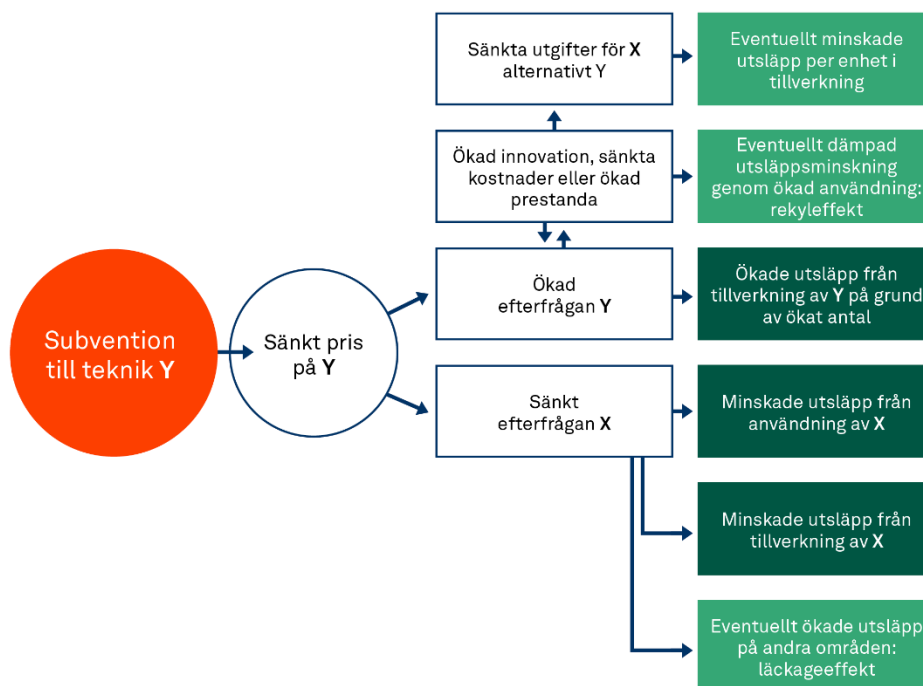 Subvention
till teknik Y
Sänkt pris
på Y
Sänkta utgifter för X
alternativt Y
Ökad innovation, sänkta
kostnader eller ökad
prestanda
Ökad
efterfrågan Y
Sänkt
efterfrågan X
Eventuellt minskade
utsläpp per enhet i
tillverkning
Eventuellt dämpad
utsläppsminskning
genom ökad användning:
rekyleffekt
Ökade utsläpp från
tillverkning av Y på grund
av ökat antal
Minskade utsläpp från
användning av X
Minskade utsläpp från
tillverkning av X
Eventuellt ökade utsläpp
på andra områden:
läckageeffekt